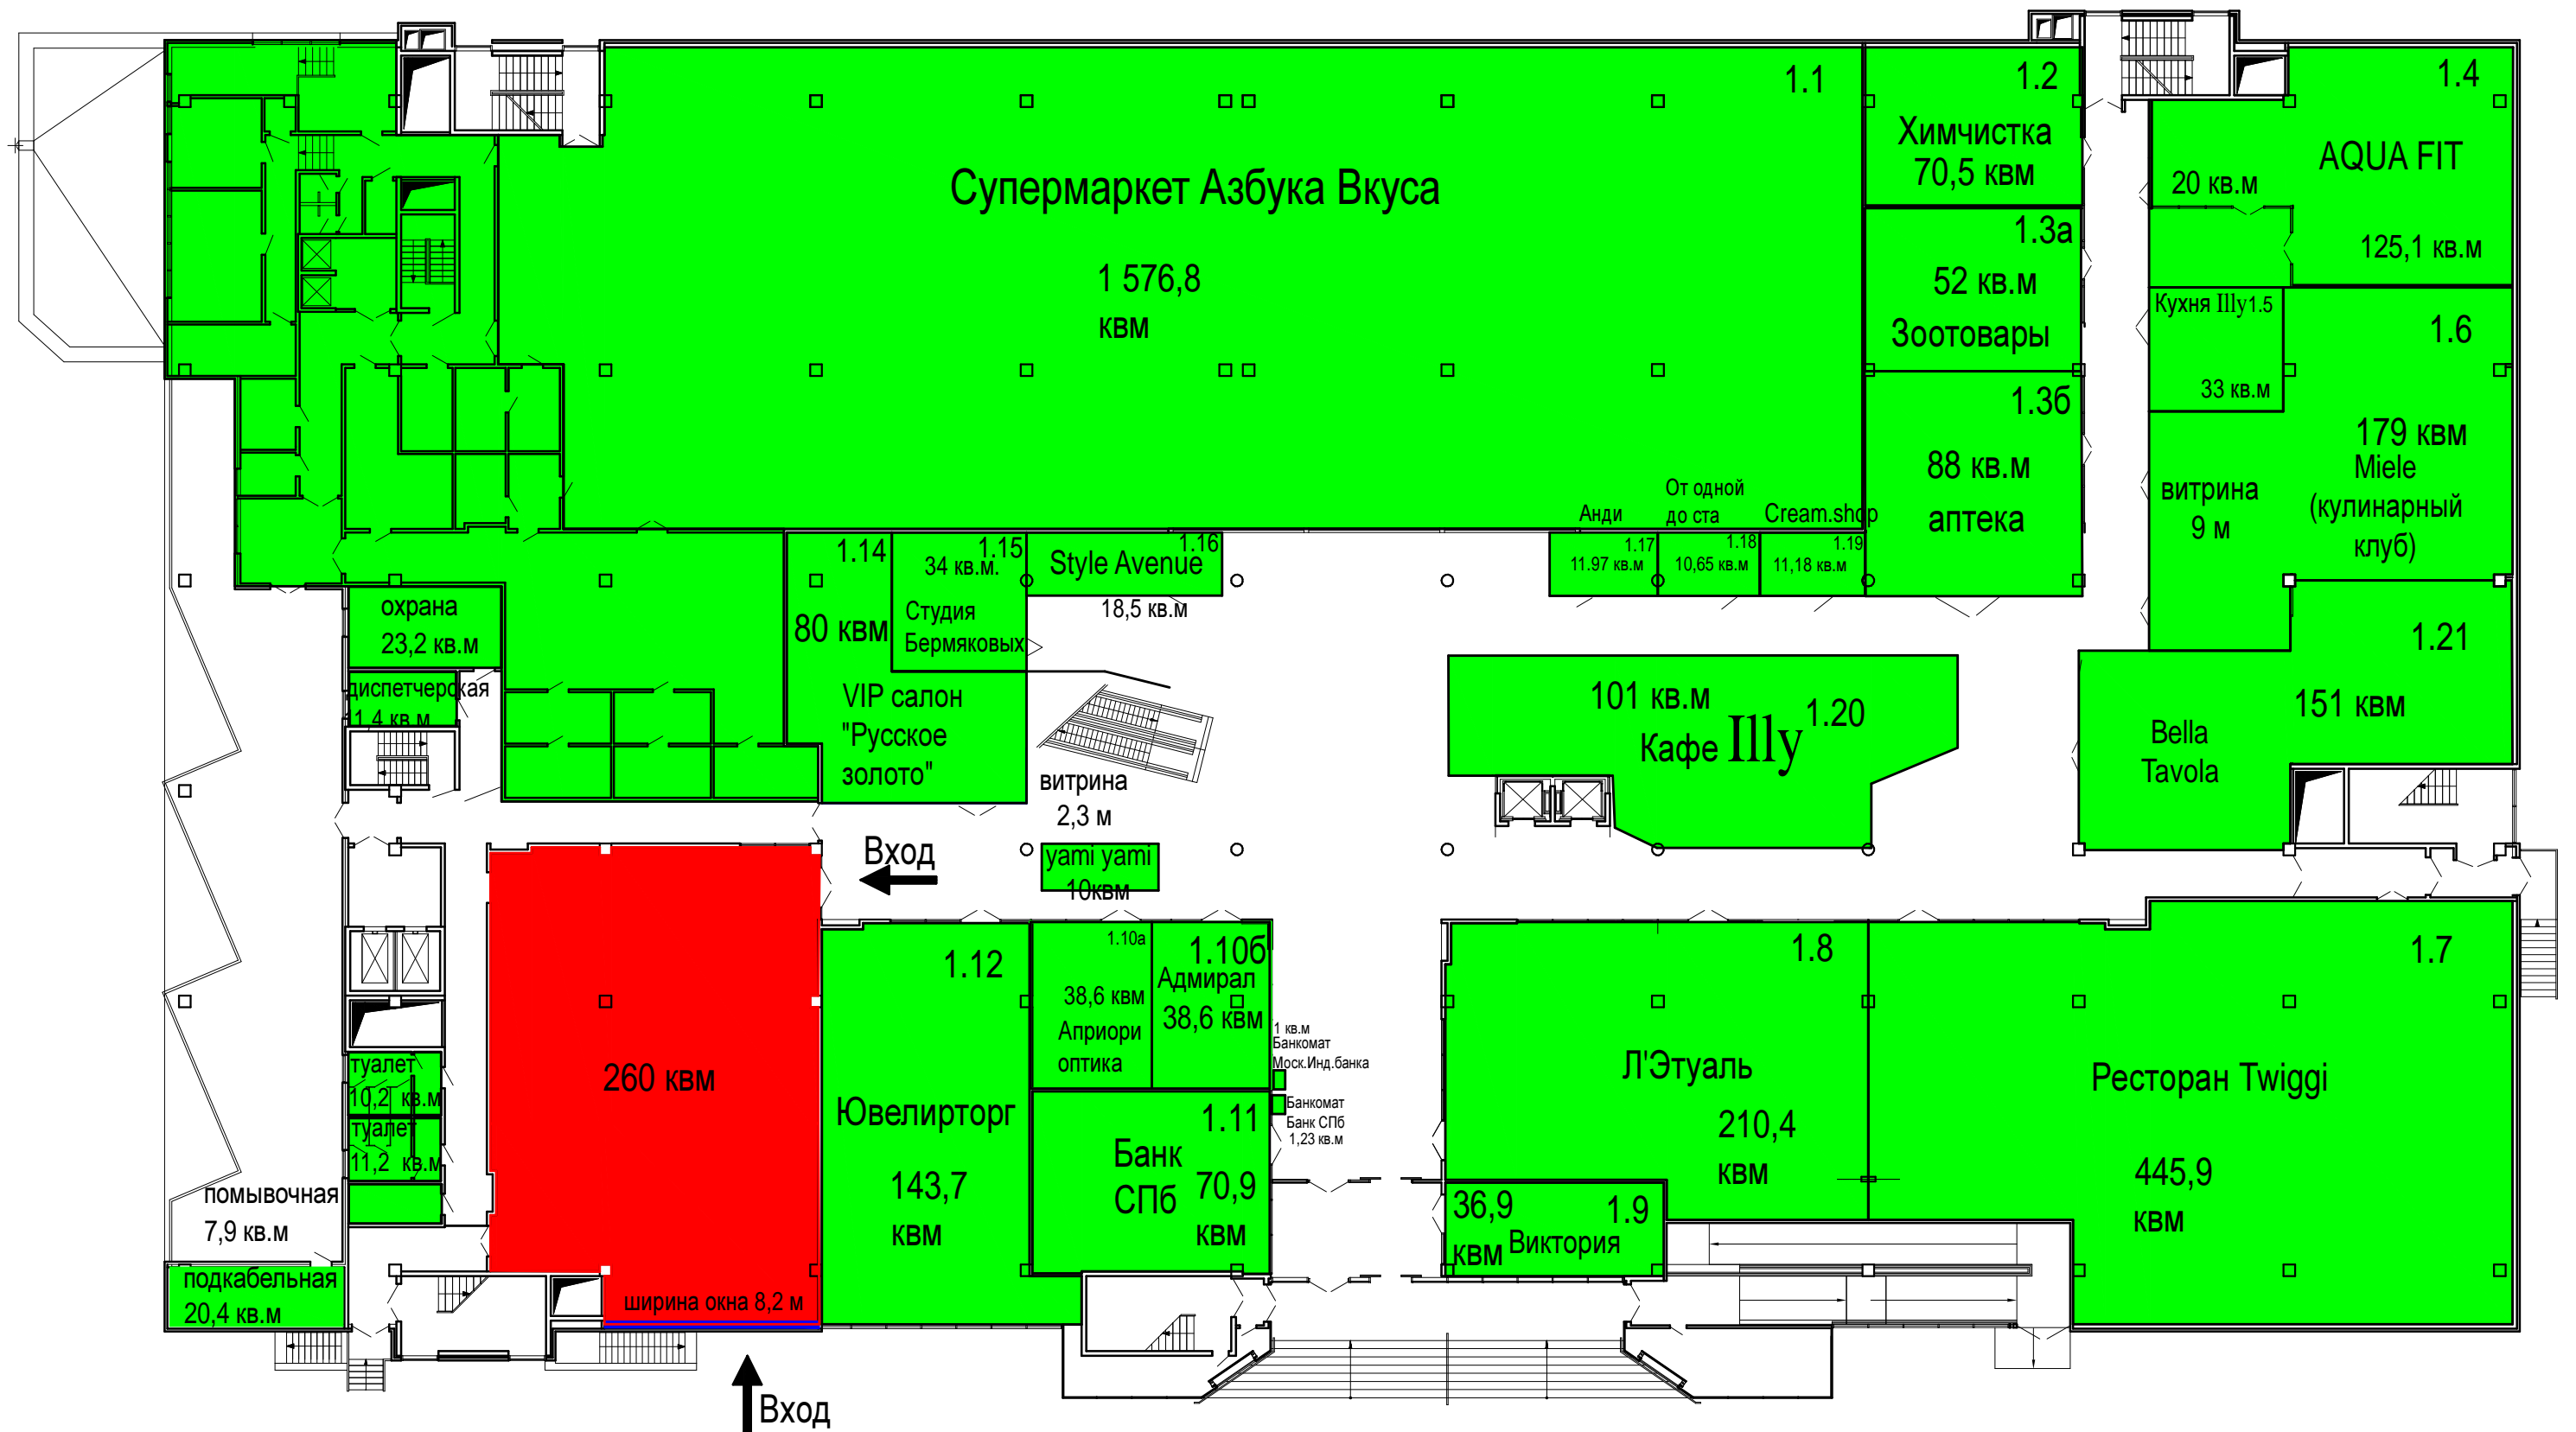 1.1
Супермаркет Азбука Вкуса
1 576,8
квм
1.2
Химчистка
70,5 квм
1.3а
52 кв.м
Зоотовары
1.3б
88 кв.м
аптека
1.4
AQUA FIT
20 кв.м
125,1 кв.м
Кухня Illy1.5
33 кв.м
1.6
179 квм
Miele
(кулинарный
клуб)
витрина
9 м
1.21
151 квм
Bella
Tavola
Анди
1.17
11.97 кв.м
От одной
до ста
1.18
10,65 кв.м
Cream.shop
1.19
11,18 кв.м
1.14
80 квм
VIP салон
"Русское
золото"
1.15
34 кв.м.
Студия
Бермяковых
1.16
Style Avenue
18,5 кв.м
охрана
23,2 кв.м
диспетчерская
11,4 кв.м
101 кв.м
1.20
Кафе Illy
витрина
2,3 м
yami yami
10квм
Вход
260 квм
ширина окна 8,2 м
Вход
туалет
10,2 кв.м
туалет
11,2 кв.м
помывочная
7,9 кв.м
подкабельная
20,4 кв.м
1.12
Ювелирторг
143,7
квм
1.10а
38,6 квм
Априори
оптика
1.10б
Адмирал
38,6 квм
1 кв.м
Банкомат
Моск.Инд.банка
Банкомат
Банк СПб
1,23 кв.м
1.11
Банк
СПб
70,9
квм
1.8
Л'Этуаль
210,4
квм
36,9
квм
1.9
Виктория
1.7
Ресторан Twiggi
445,9
квм